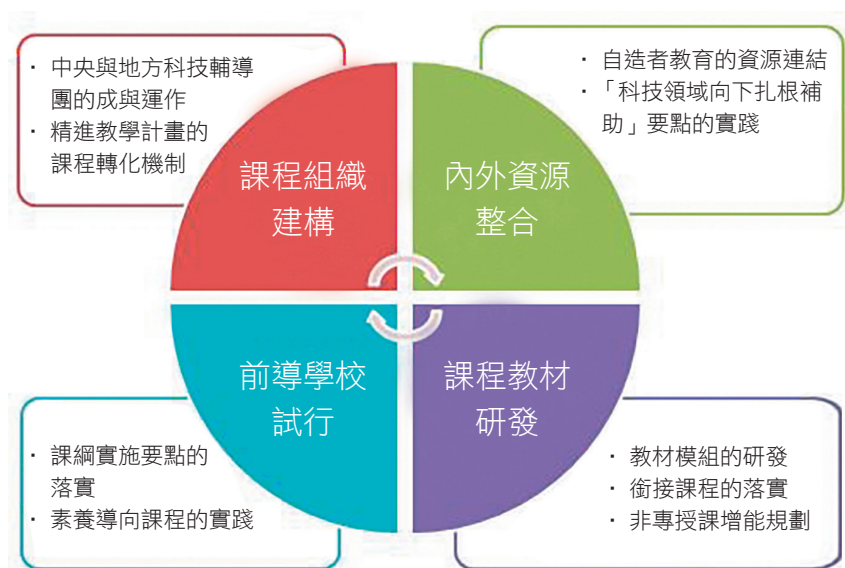 · 中央與地方科技輔導
團的成與運作
· 精進教學計畫的
課程轉化機制
課程組織
建構
內外資源
整合
· 自造者教育的資源連結
· 「科技領域向下扎根補
助」要點的實踐
前導學校
試行
課程教材
研發
· 課綱實施要點的
落實
· 素養導向課程的實踐
· 教材模組的研發
· 銜接課程的落實
· 非專授課增能規劃